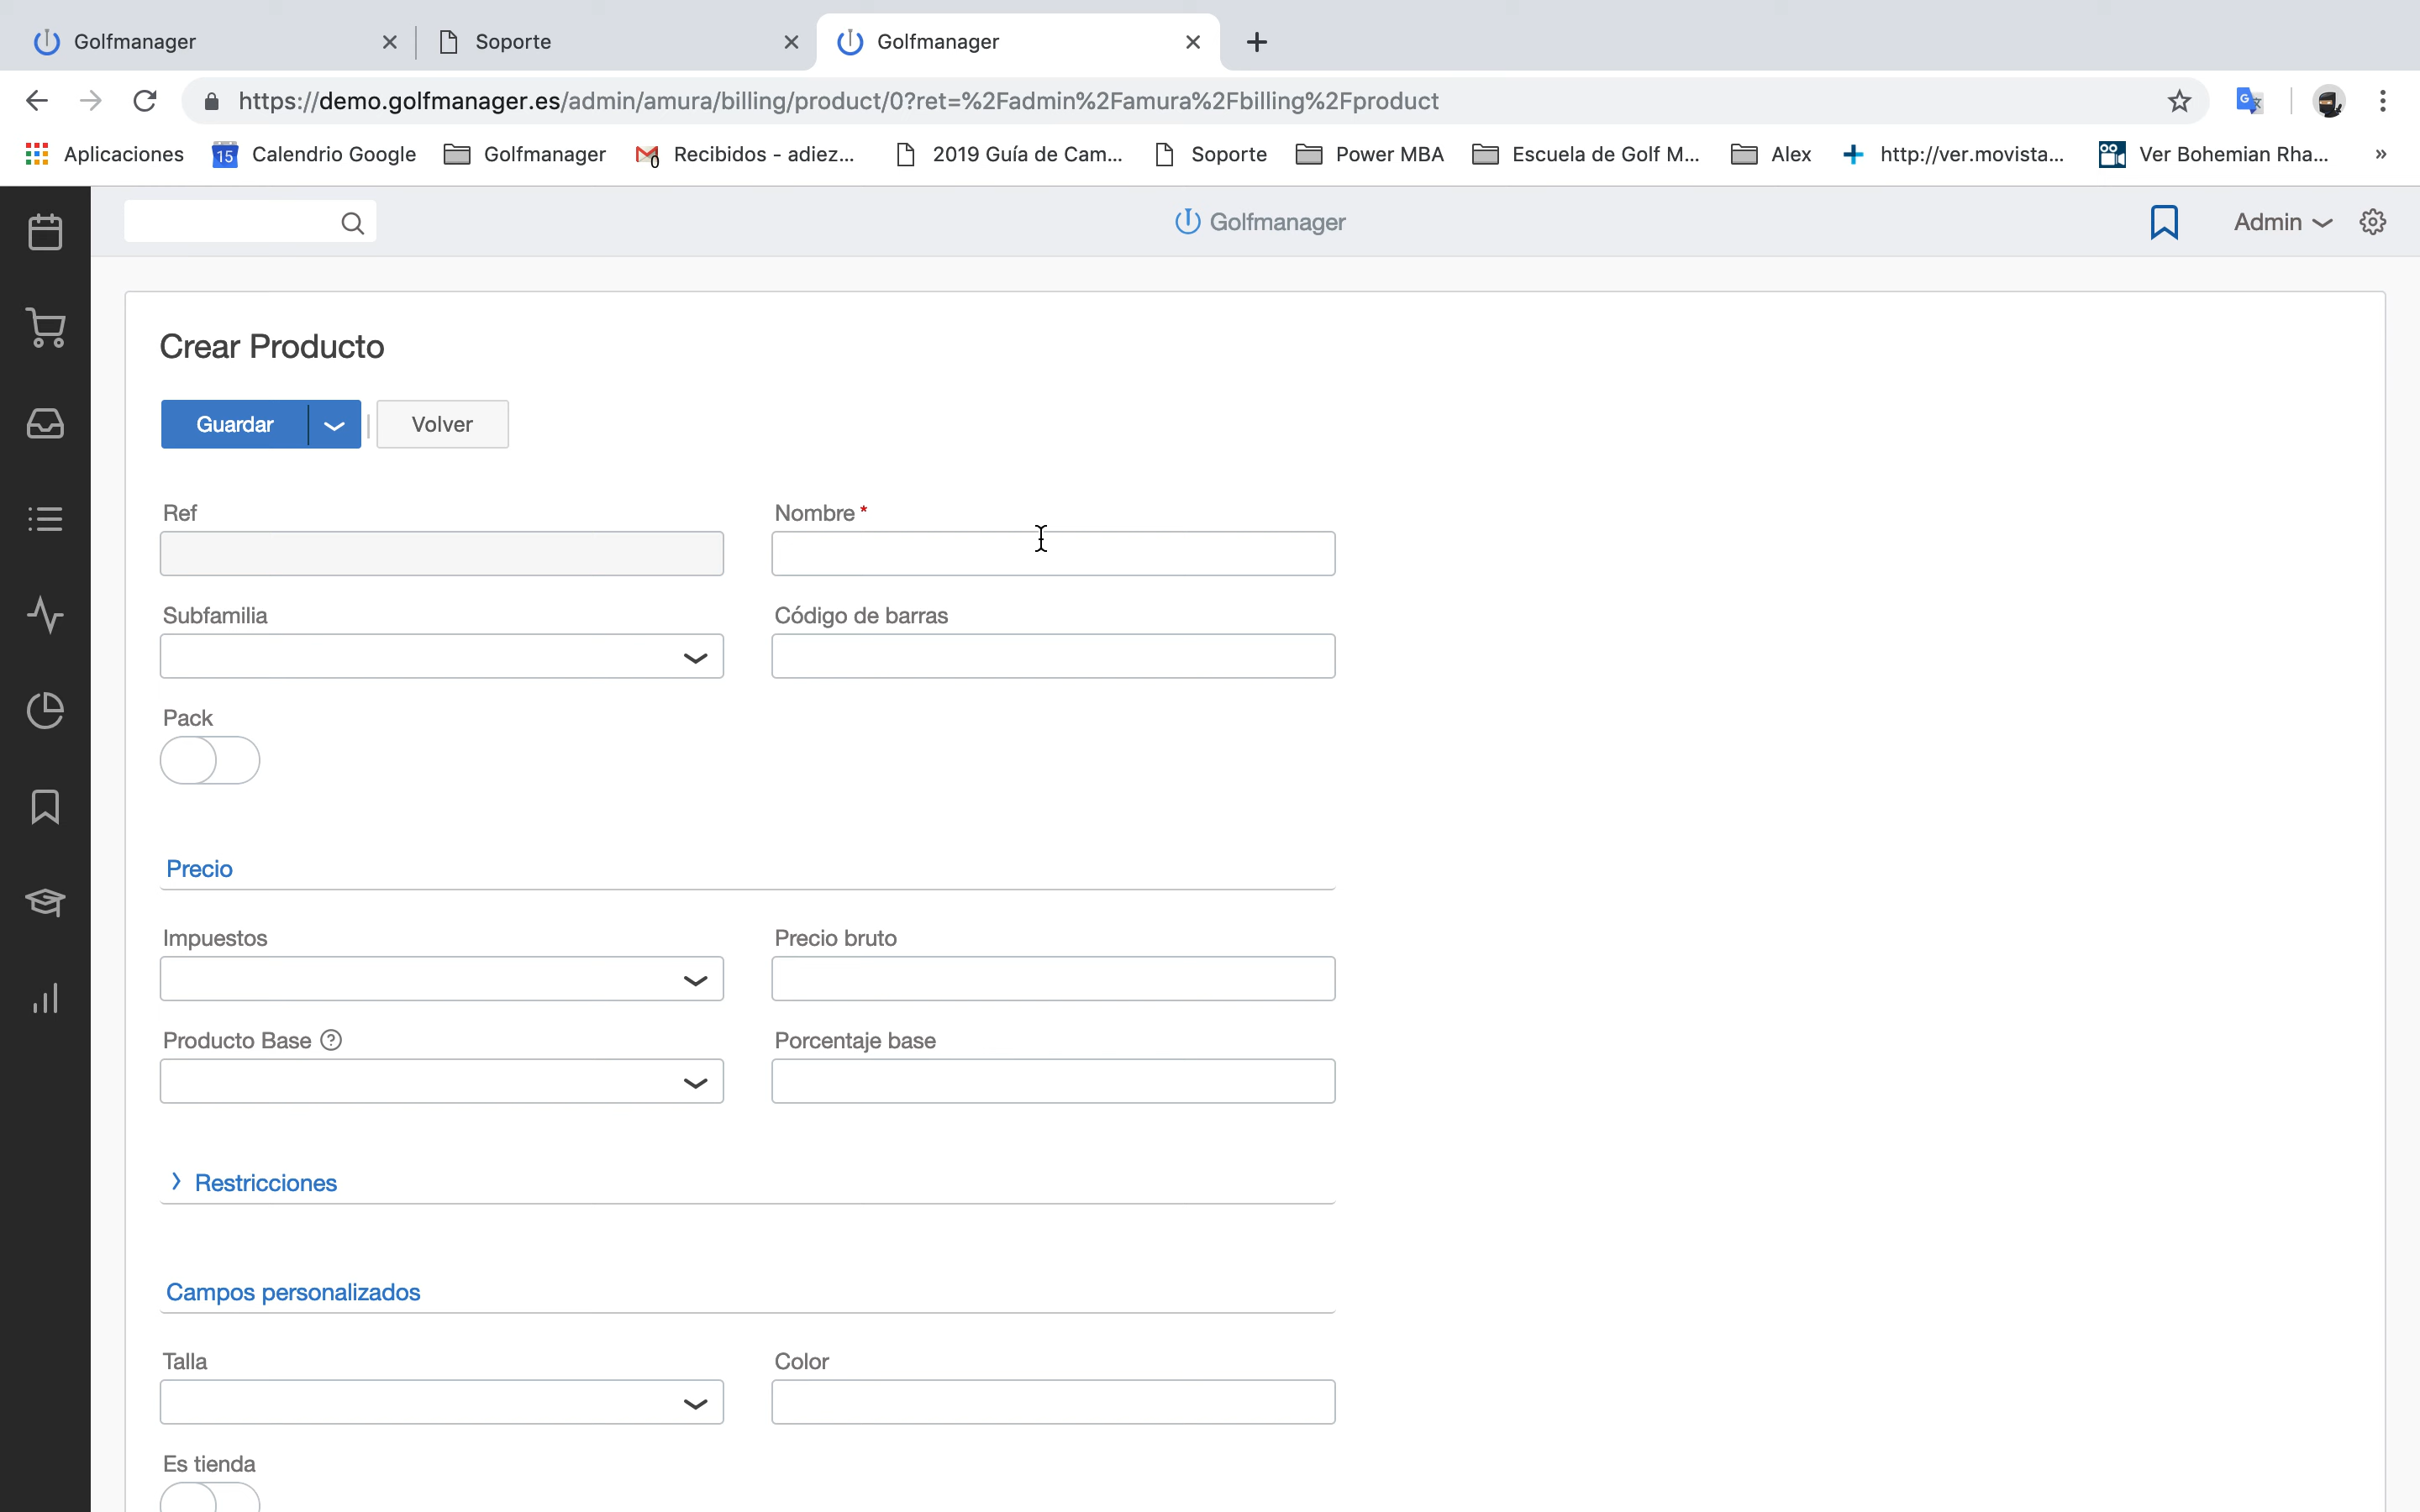 Golfmanager
Soporte
Golfmanager
https://demo.golfmanager.es/admin/amura/billing/product/0?ret=%2Fadmin%2Famura%2Fbilling%2Fproduct
Aplicaciones
15
Calendrio Google
Golfmanager
0
Recibidos - adiez...
2019 Guía de Cam...
Soporte
Power MBA
Escuela de Golf M...
Alex
http://ver.movista...
Ver Bohemian Rha...
»
Golfmanager
Admin
Crear Producto
Guardar
Volver
Ref
Nombre *
Subfamilia
Código de barras
Pack
Precio
Impuestos
Precio bruto
Producto Base ?
Porcentaje base
Restricciones
Campos personalizados
Talla
Color
Es tienda